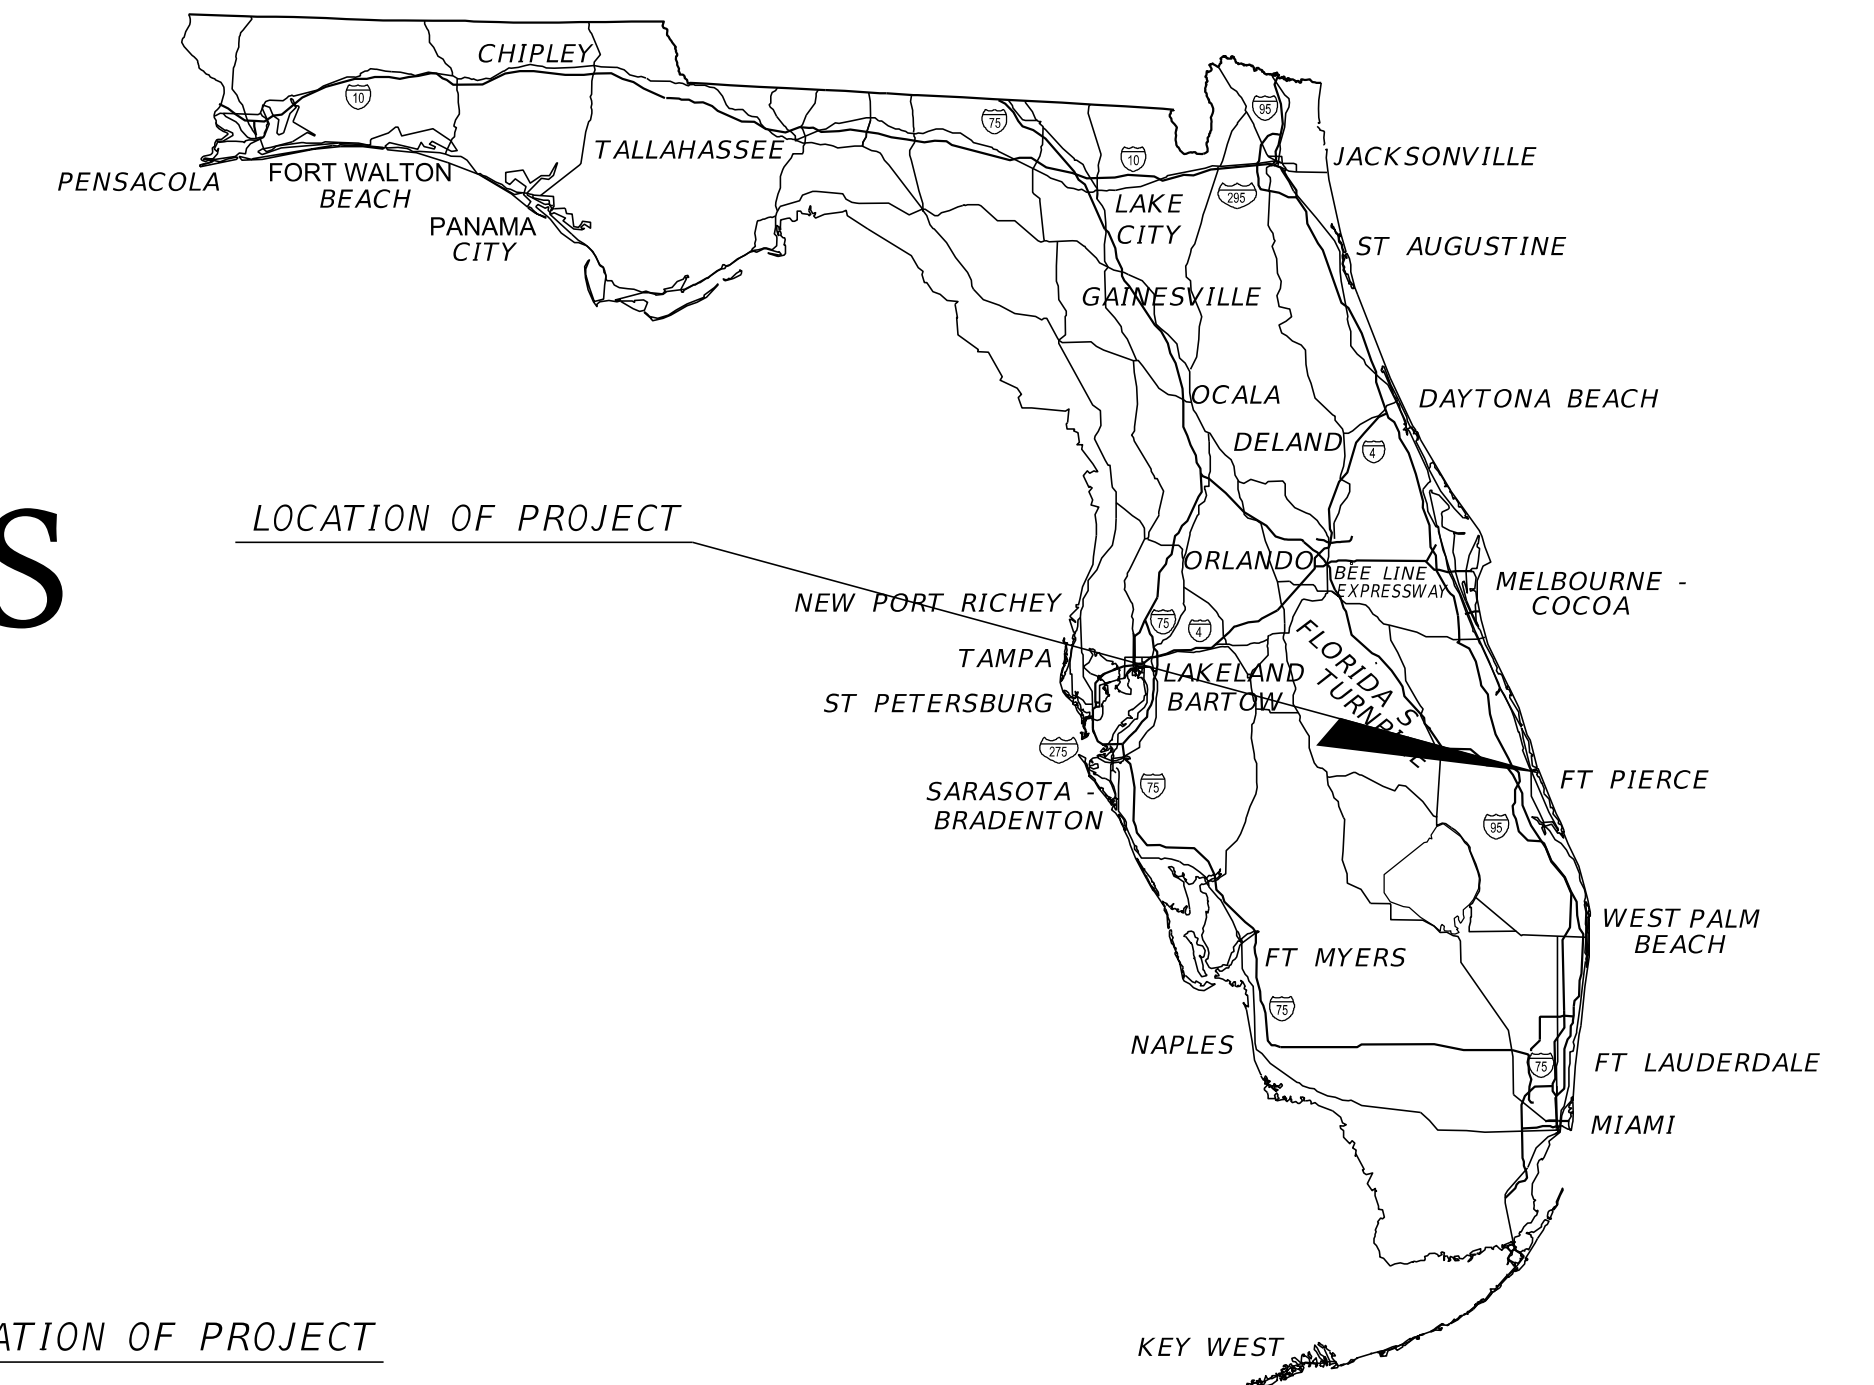 CHIPLEY
10
75
95
TALLAHASSEE
10
JACKSONVILLE
PENSACOLA
FORT WALTON
BEACH
295
LAKE
CITY
PANAMA
CITY
ST AUGUSTINE
GAINESVILLE
OCALA
DAYTONA BEACH
DELAND
4
S
LOCATION OF PROJECT
ORLANDO
BEE LINE
EXPRESSWAY
MELBOURNE -
COCOA
NEW PORT RICHEY
75
4
FLORIDA S
TURNPIKE
TAMPA
LAKELAND
BARTOW
ST PETERSBURG
275
75
FT PIERCE
SARASOTA -
BRADENTON
95
WEST PALM
BEACH
FT MYERS
75
NAPLES
75
FT LAUDERDALE
MIAMI
ATION OF PROJECT
KEY WEST